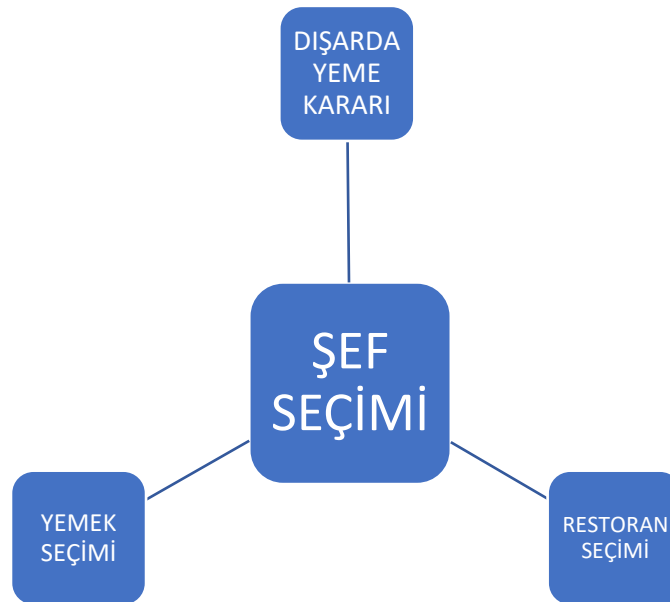 DIŞARDA
YEME
KARARI
ŞEF
SEÇİMİ
YEMEK
SEÇİMİ
RESTORAN
SEÇİMİ